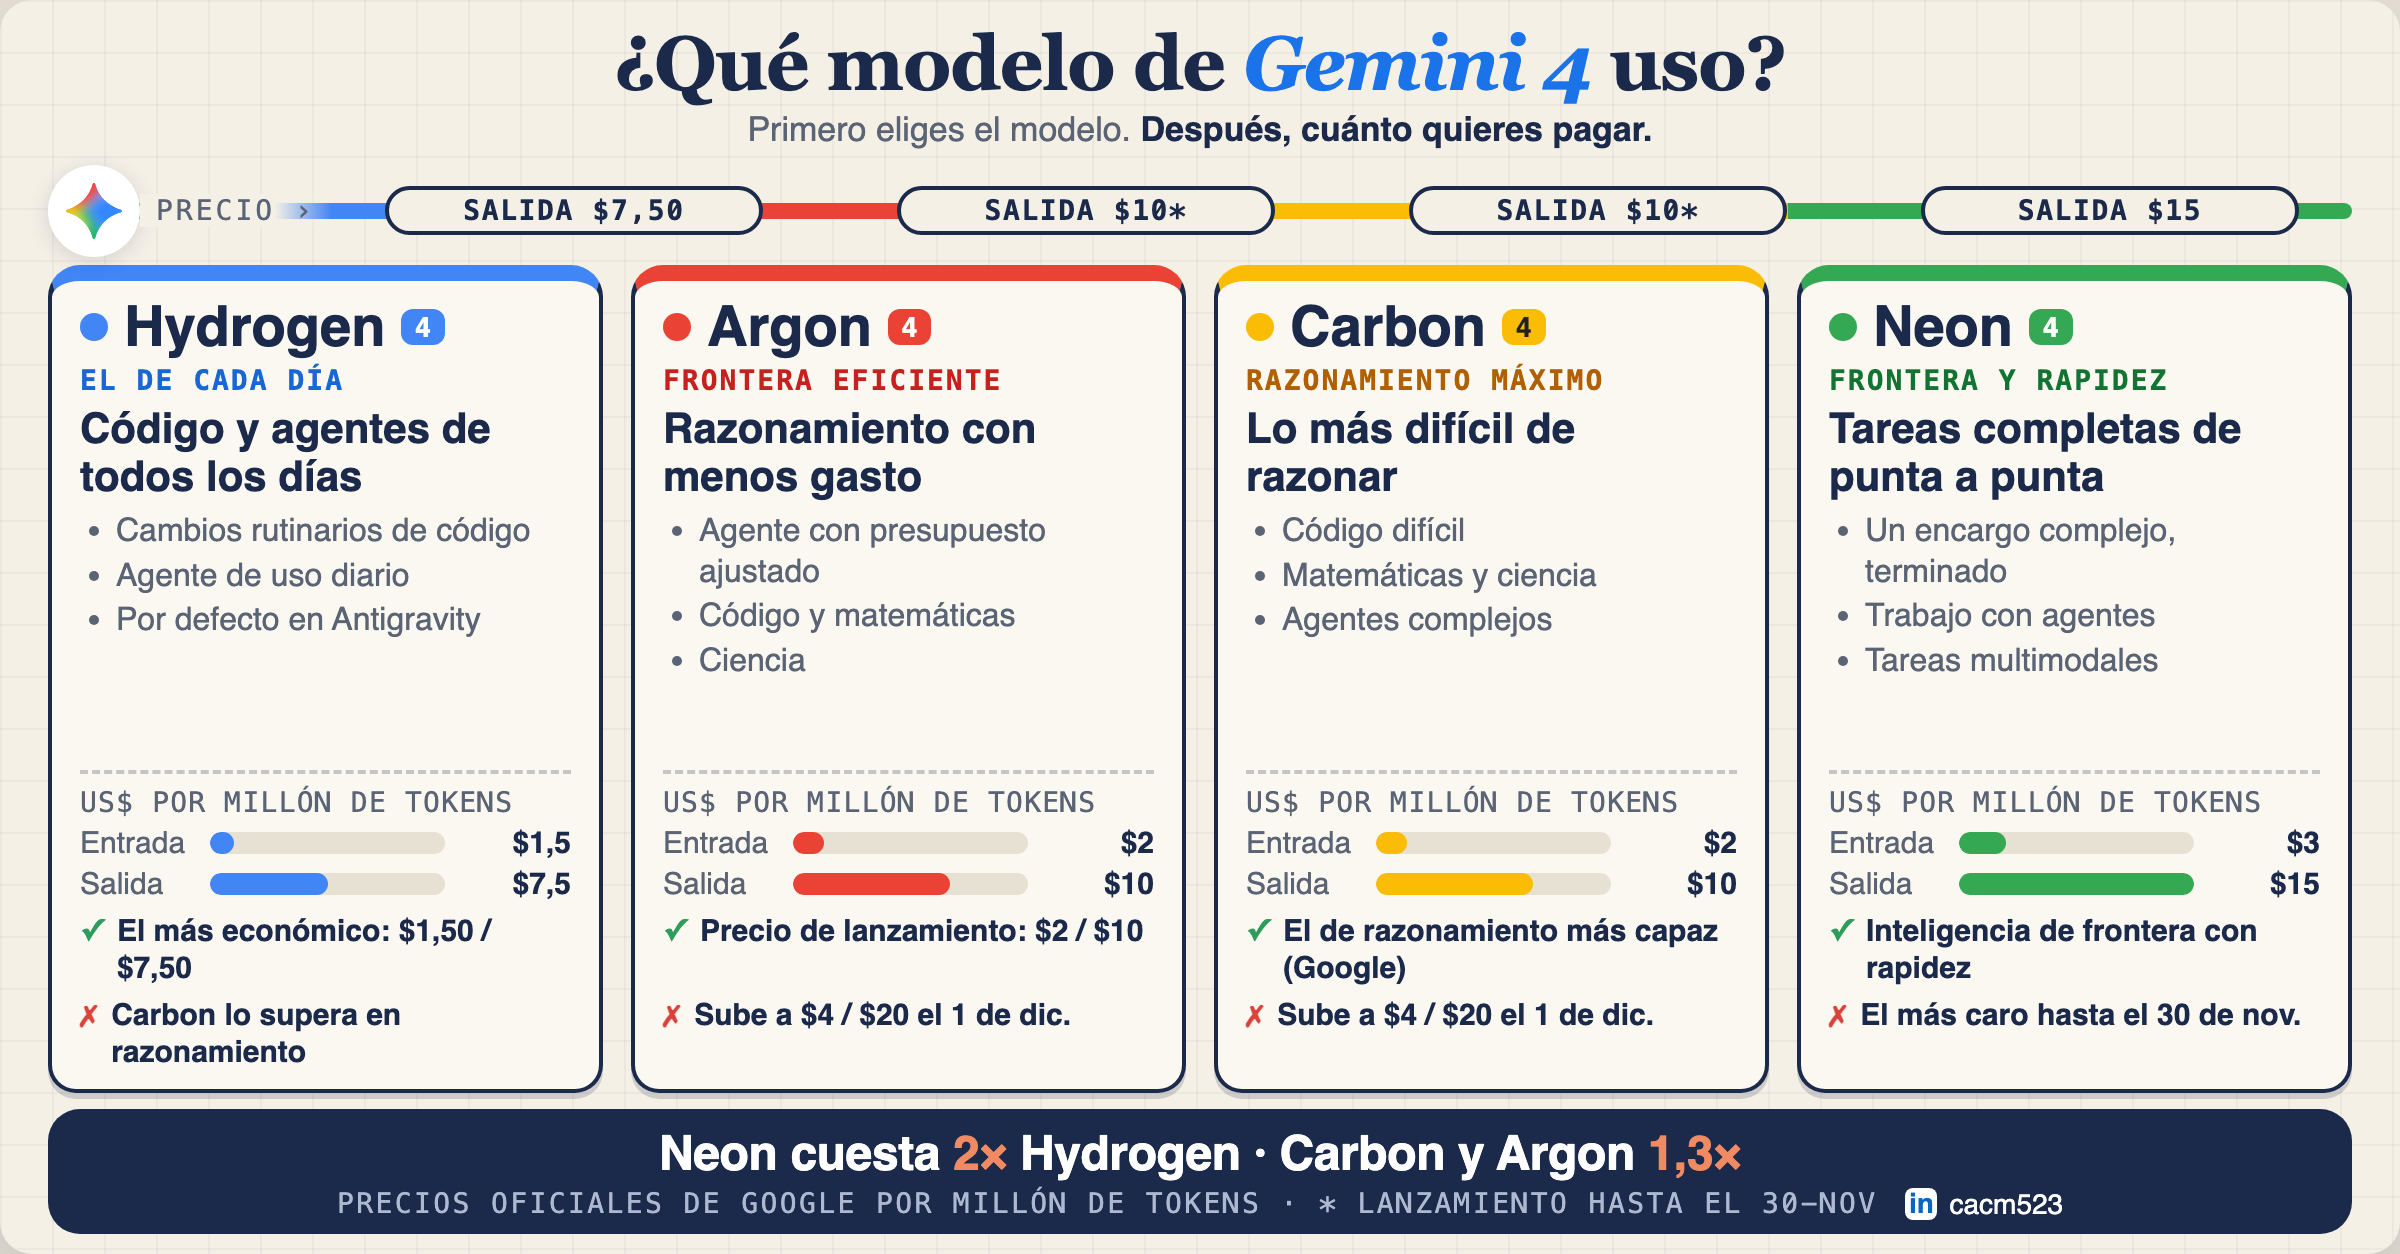 ¿Qué modelo de Gemini 4 uso?
Primero eliges el modelo. Después, cuánto quieres pagar.
PRECIO ›
SALIDA $7,50
SALIDA $10*
SALIDA $10*
SALIDA $15
Hydrogen 4
EL DE CADA DÍA
Código y agentes de
todos los días
• Cambios rutinarios de código
• Agente de uso diario
• Por defecto en Antigravity
US$ POR MILLÓN DE TOKENS
Entrada $1,5
Salida $7,5
✓ El más económico: $1,50 /
$7,50
✗ Carbon lo supera en
razonamiento
Argon 4
FRONTERA EFICIENTE
Razonamiento con
menos gasto
• Agente con presupuesto
ajustado
• Código y matemáticas
• Ciencia
US$ POR MILLÓN DE TOKENS
Entrada $2
Salida $10
✓ Precio de lanzamiento: $2 / $10
✗ Sube a $4 / $20 el 1 de dic.
Carbon 4
RAZONAMIENTO MÁXIMO
Lo más difícil de
razonar
• Código difícil
• Matemáticas y ciencia
• Agentes complejos
US$ POR MILLÓN DE TOKENS
Entrada $2
Salida $10
✓ El de razonamiento más capaz
(Google)
✗ Sube a $4 / $20 el 1 de dic.
Neon 4
FRONTERA Y RAPIDEZ
Tareas completas de
punta a punta
• Un encargo complejo,
terminado
• Trabajo con agentes
• Tareas multimodales
US$ POR MILLÓN DE TOKENS
Entrada $3
Salida $15
✓ Inteligencia de frontera con
rapidez
✗ El más caro hasta el 30 de nov.
Neon cuesta 2× Hydrogen · Carbon y Argon 1,3×
PRECIOS OFICIALES DE GOOGLE POR MILLÓN DE TOKENS · * LANZAMIENTO HASTA EL 30-NOV in cacm523